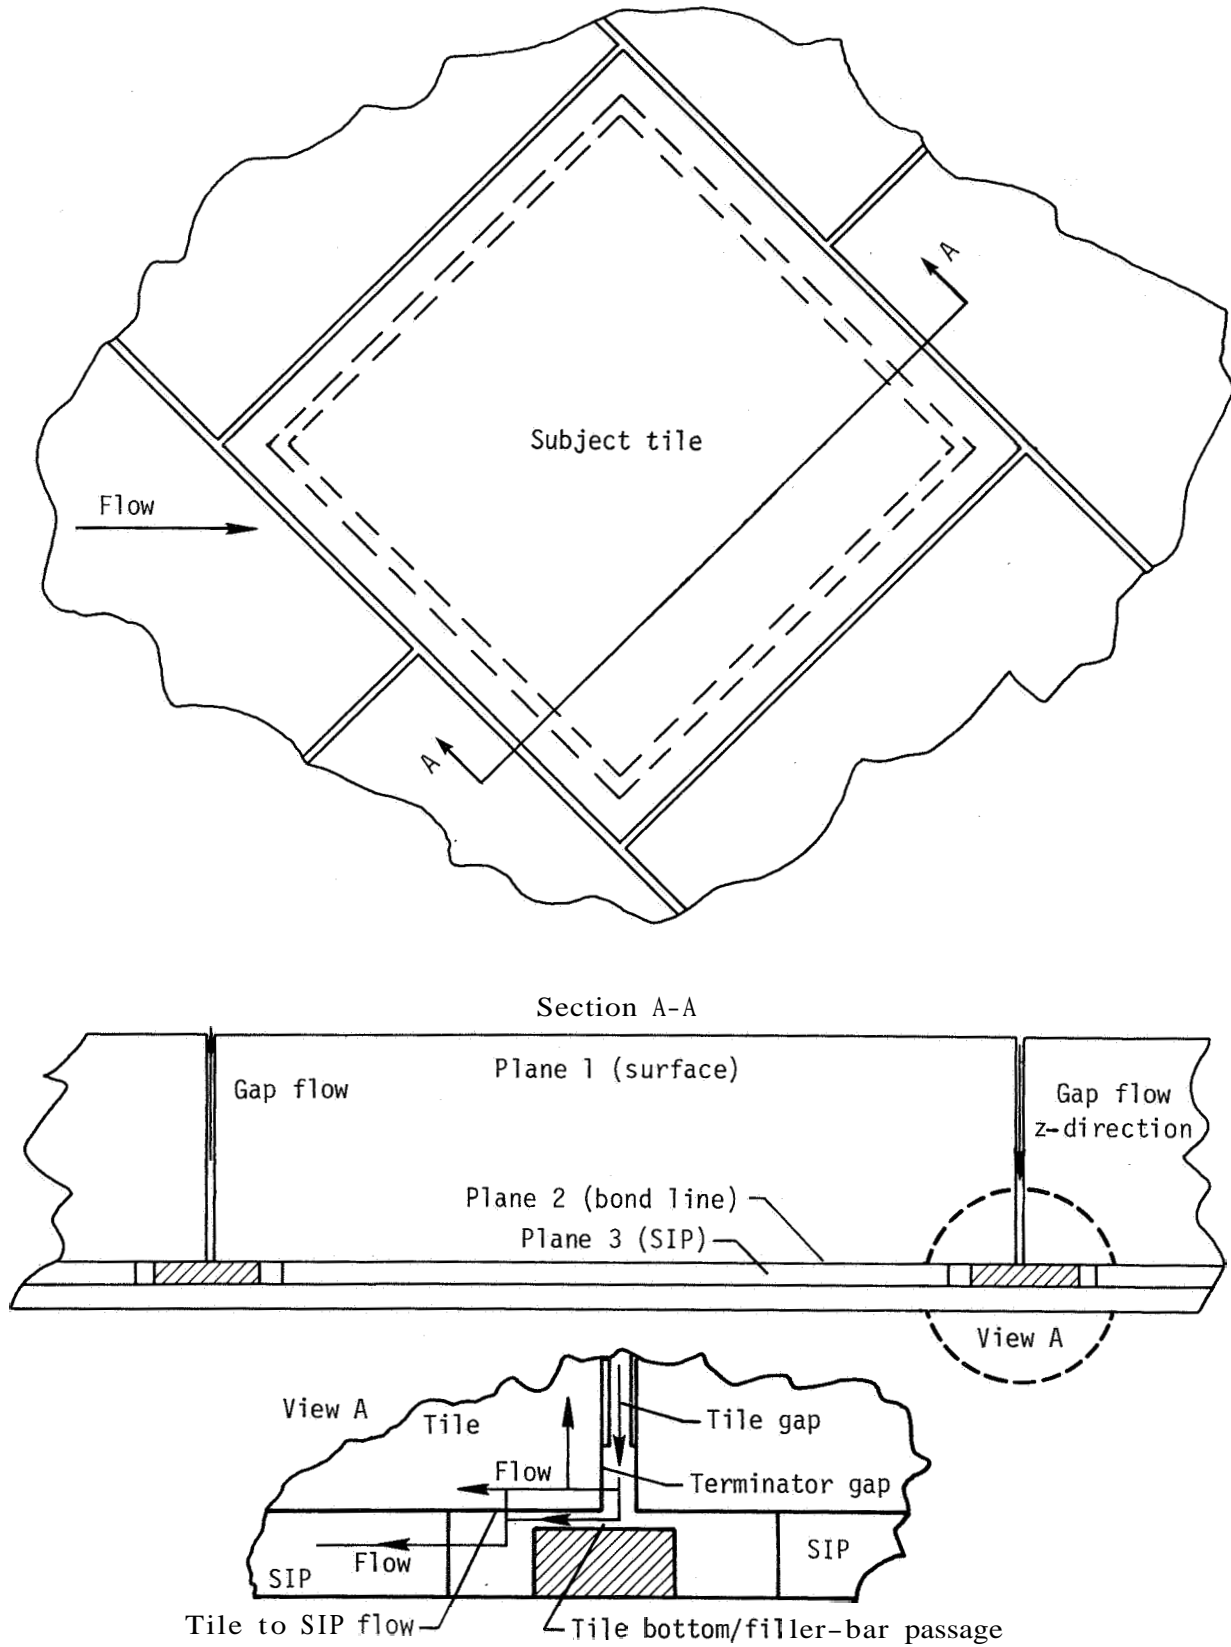 A
Subject tile
Flow
A
Section A-A
Plane 1 (surface)
Gap flow
Gap flow
z-direction
Plane 2 (bond line)
Plane 3 (SIP)
View A
View A
Tile
Tile gap
Flow
Terminator gap
Flow
SIP
SIP
Tile to SIP flow
Tile bottom/filler-bar passage